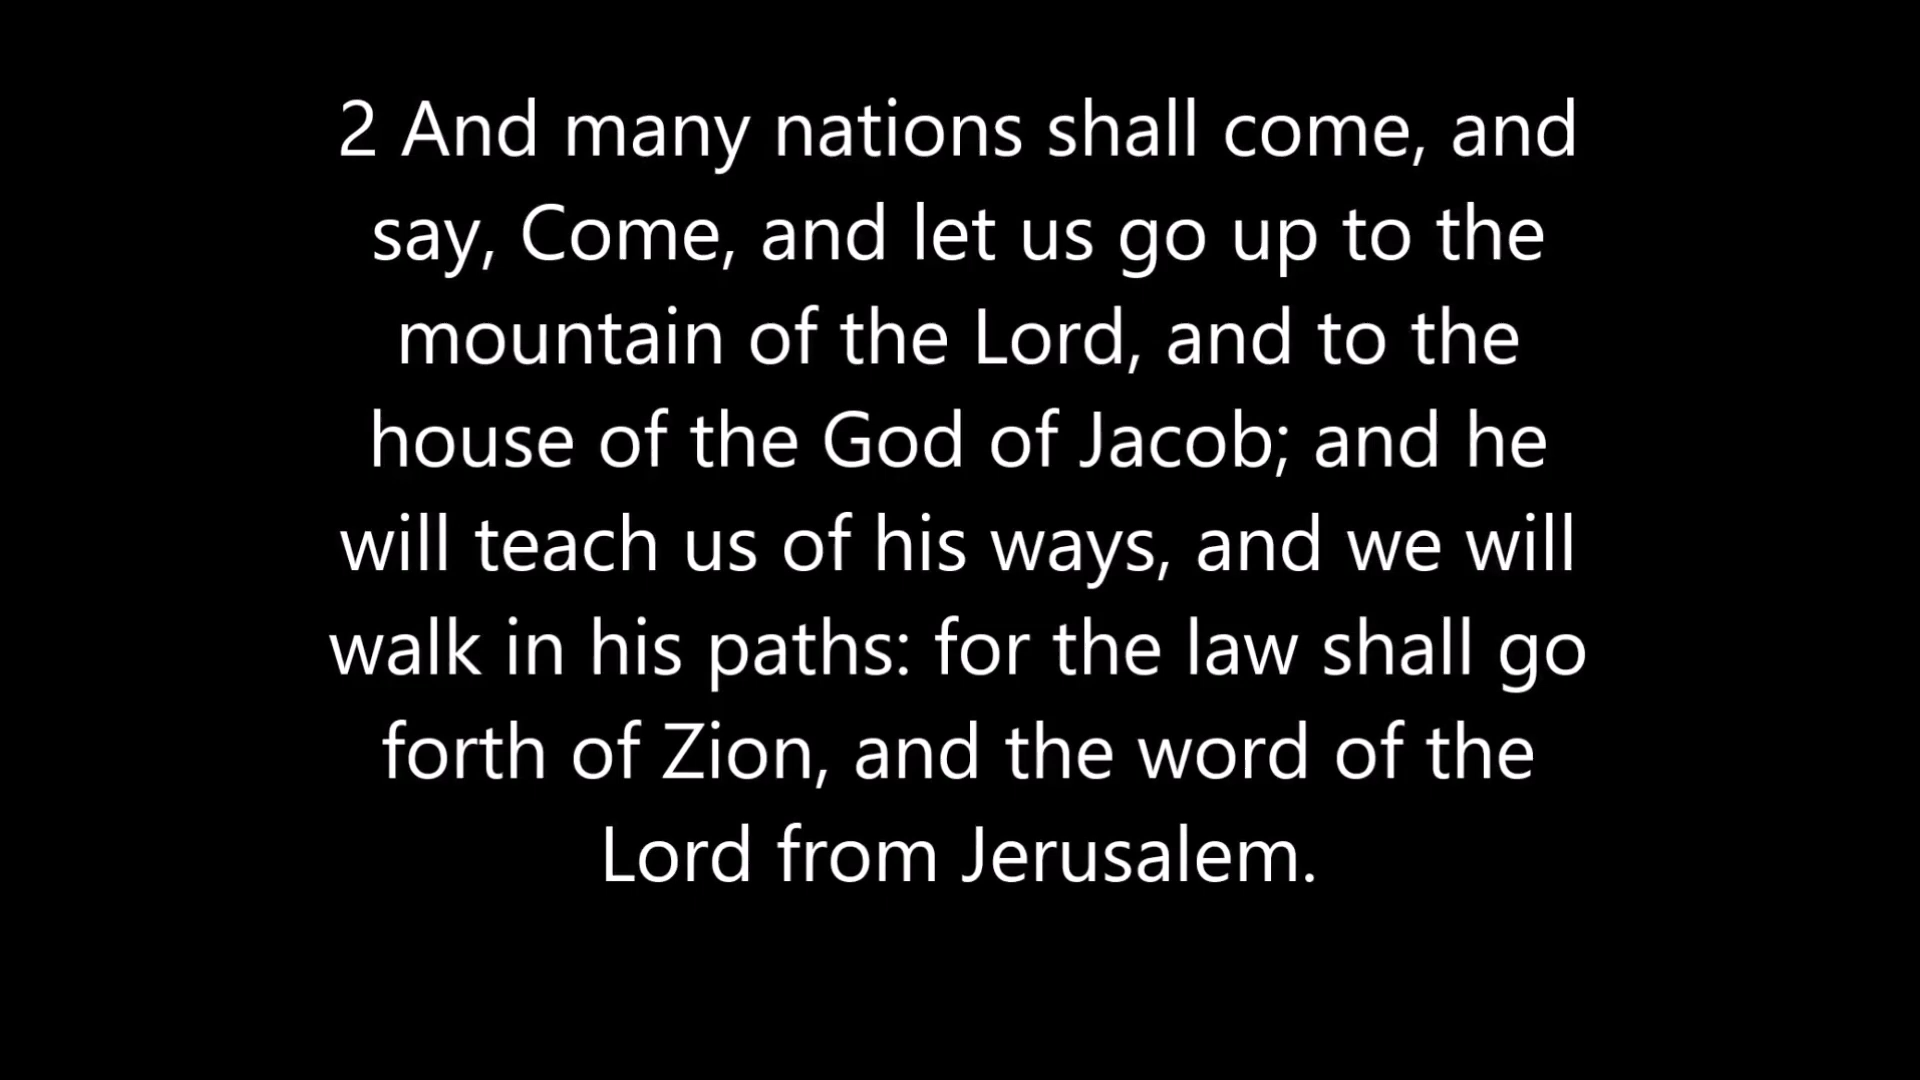 2 And many nations shall come, and
say, Come, and let us go up to the
mountain of the Lord, and to the
house of the God of Jacob; and he
will teach us of his ways, and we will
walk in his paths: for the law shall go
forth of Zion, and the word of the
Lord from Jerusalem.